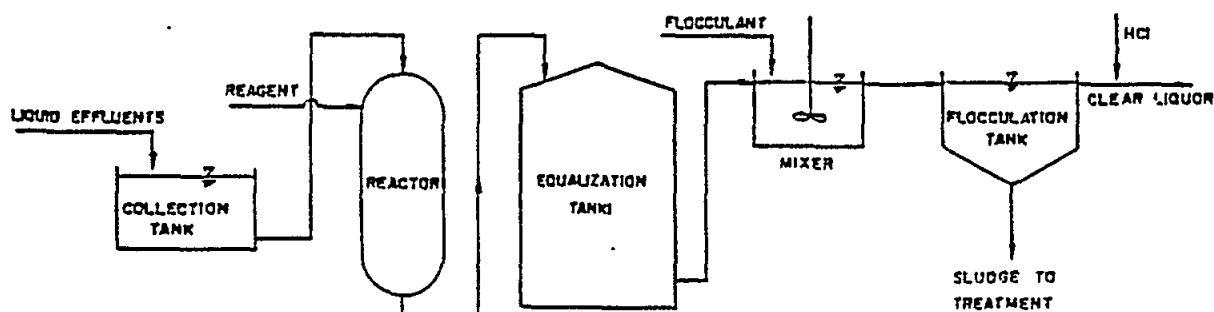 FLOCCULANT
HCl
REAGENT
CLEAR LIQUOR
LIQUID EFFLUENTS
FLOCCULATION
TANK
MIXER
REACTOR
EQUALIZATION
TANK
COLLECTION
TANK
SLUDGE TO
TREATMENT